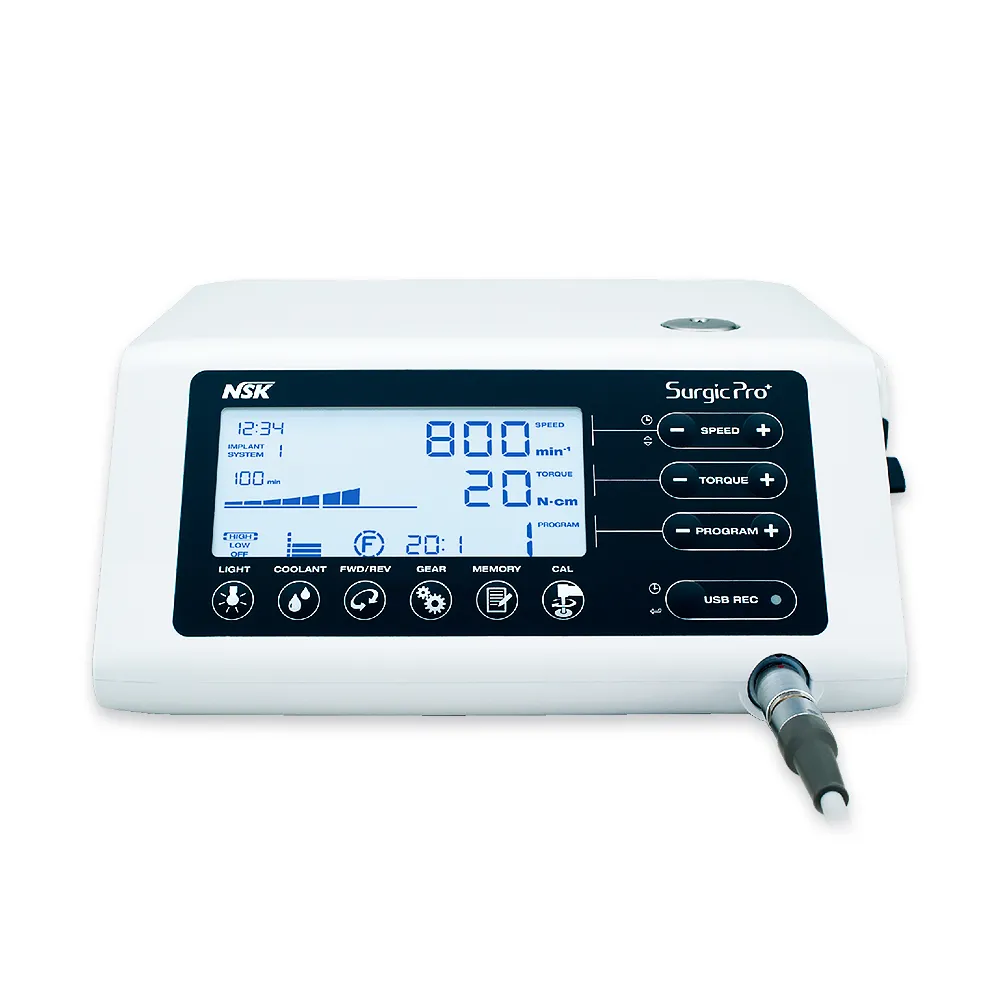 NSK
SurgicPro+
12:34
800
SPEED
min-1
IMPLANT
SYSTEM 1
100 min
20
TORQUE
N·cm
HIGH
LOW
OFF
F
20:1
1
PROGRAM
LIGHT
COOLANT
FWD/REV
GEAR
MEMORY
CAL
- SPEED +
- TORQUE +
- PROGRAM +
USB REC